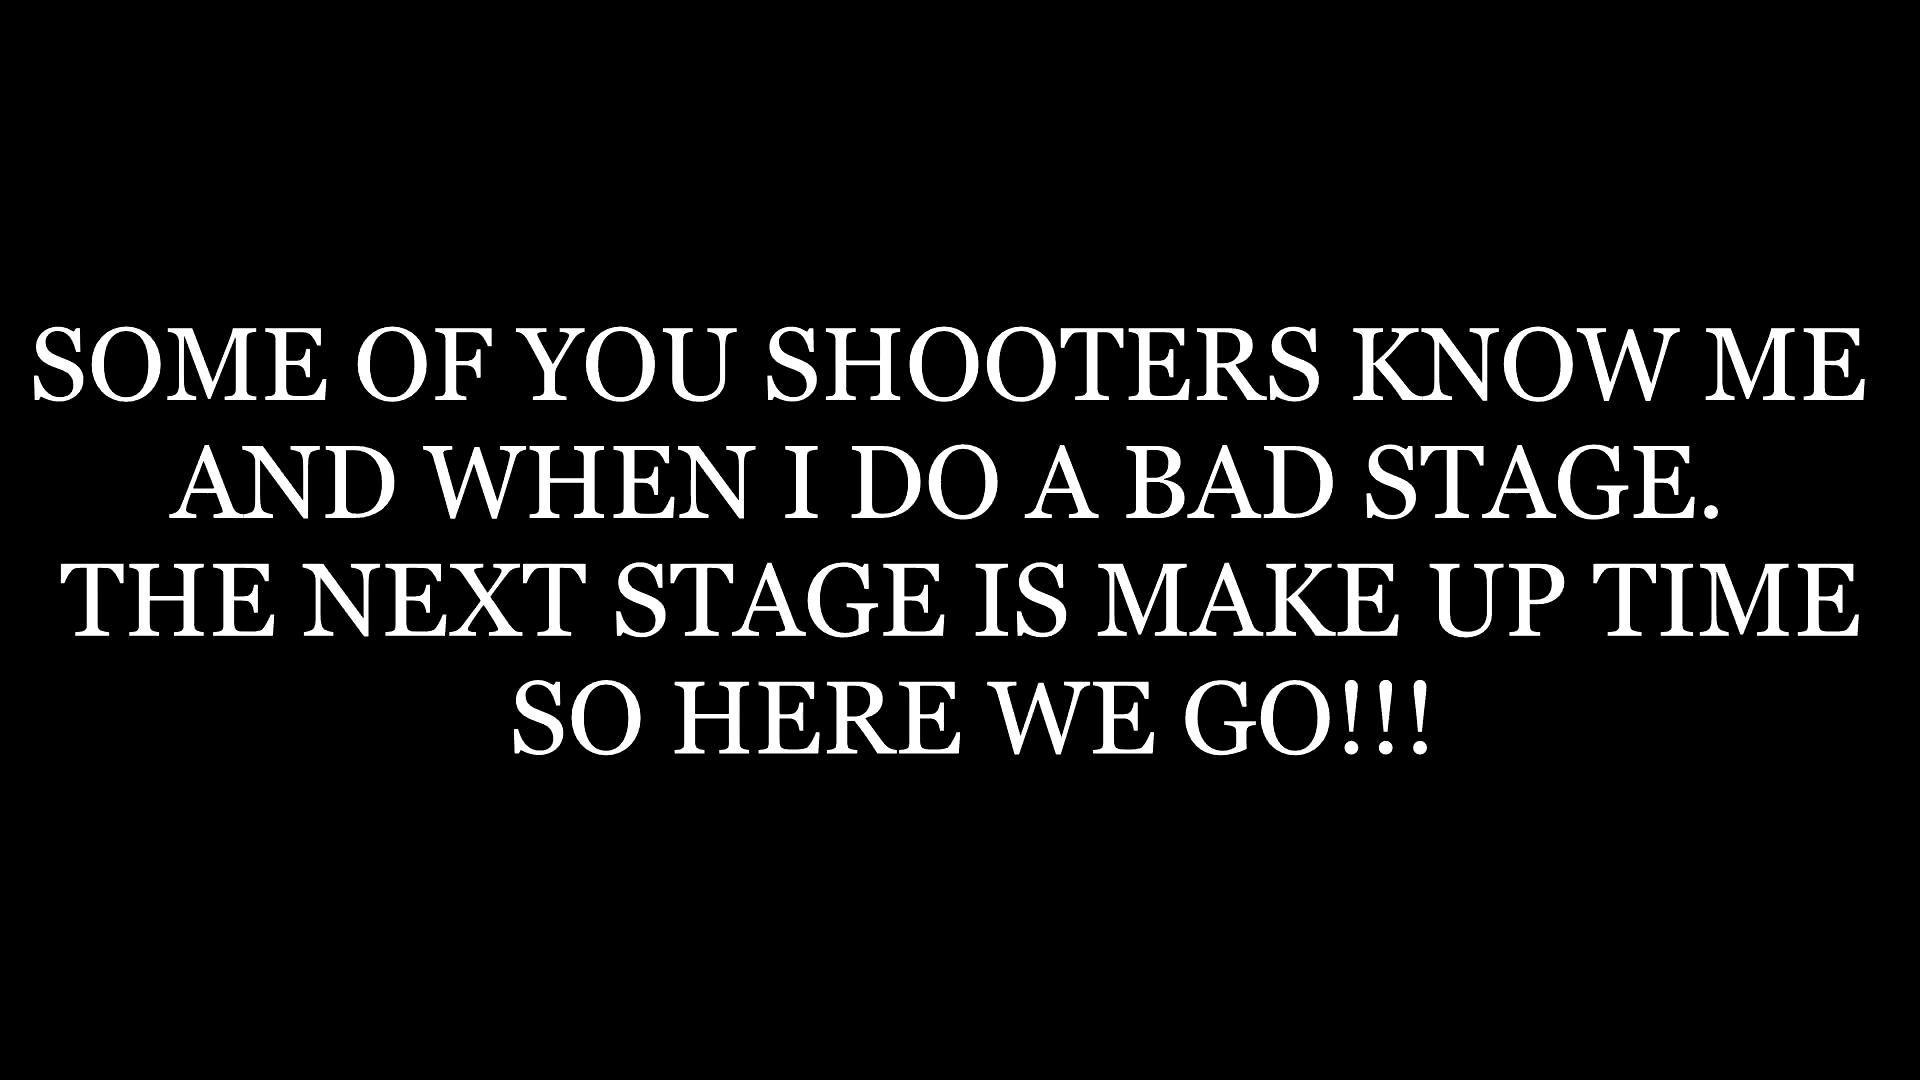 SOME OF YOU SHOOTERS KNOW ME
AND WHEN I DO A BAD STAGE.
THE NEXT STAGE IS MAKE UP TIME
SO HERE WE GO!!!